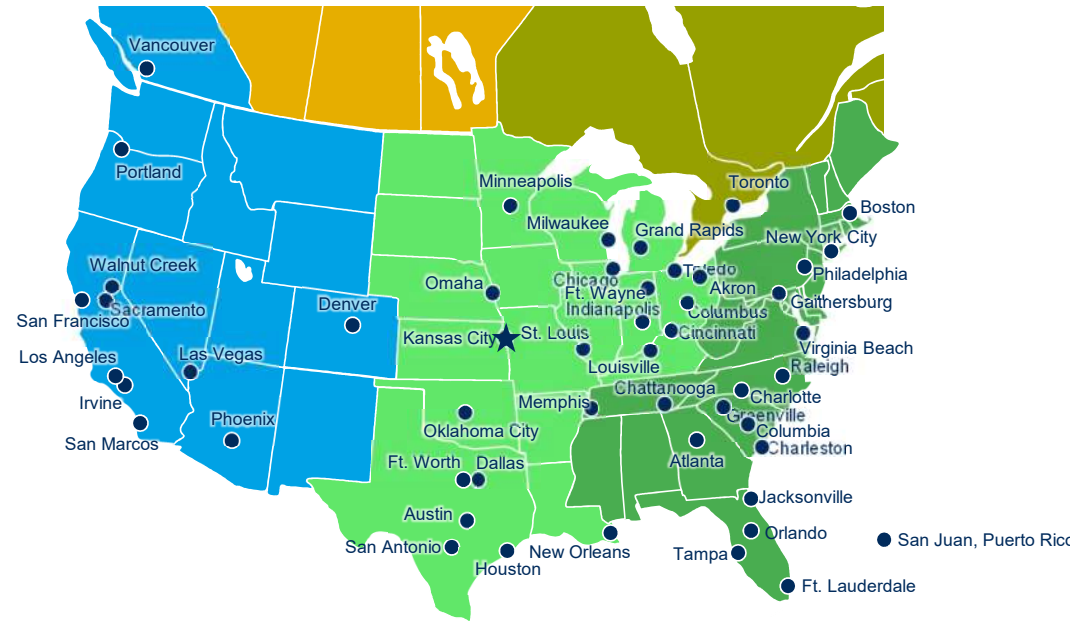 Vancouver
Portland
Minneapolis
Toronto
Boston
Milwaukee
Grand Rapids
New York City
Walnut Creek
Omaha
Chicago
Toledo
Philadelphia
Ft. Wayne
Akron
Gaithersburg
San Francisco
Sacramento
Denver
Indianapolis
Columbus
Kansas City
St. Louis
Cincinnati
Virginia Beach
Los Angeles
Las Vegas
Louisville
Raleigh
Irvine
Memphis
Chattanooga
Charlotte
Greenville
San Marcos
Phoenix
Oklahoma City
Columbia
Charleston
Ft. Worth
Dallas
Atlanta
Austin
Jacksonville
San Antonio
Houston
New Orleans
Orlando
San Juan, Puerto Rico
Tampa
Ft. Lauderdale